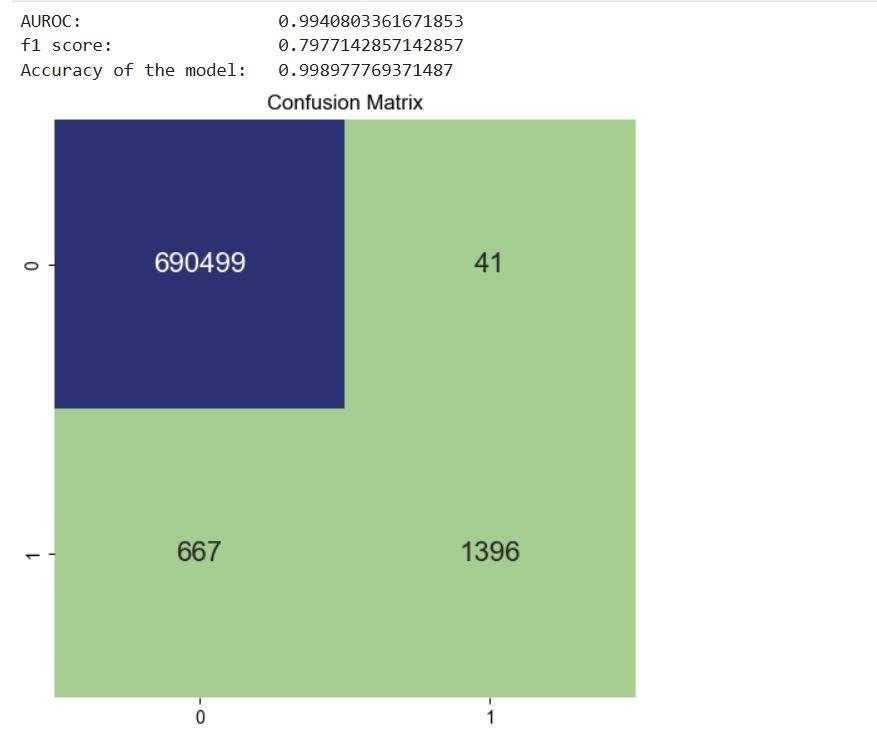 AUROC: 0.9940803361671853
f1 score: 0.7977142857142857
Accuracy of the model: 0.998977769371487
Confusion Matrix
0 690499 41
1 667 1396
0 1